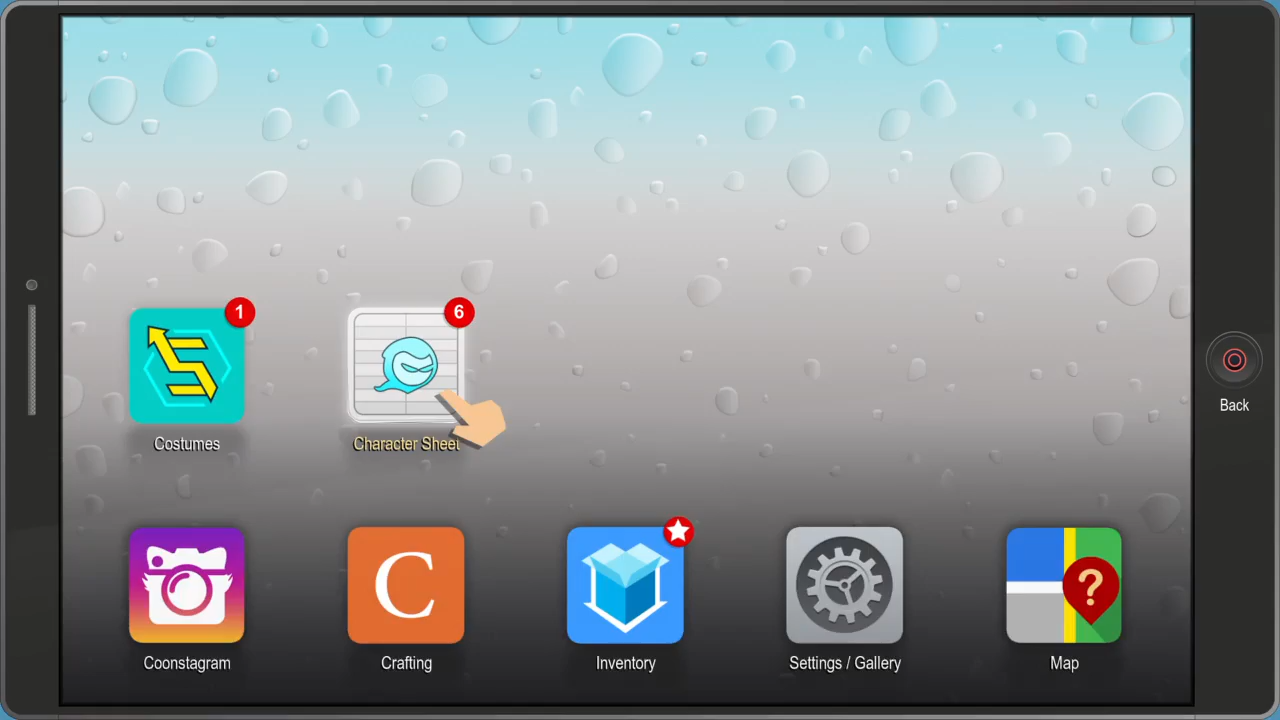 1
6
Costumes
Character Sheet
Back
C
?
Coonstagram
Crafting
Inventory
Settings / Gallery
Map